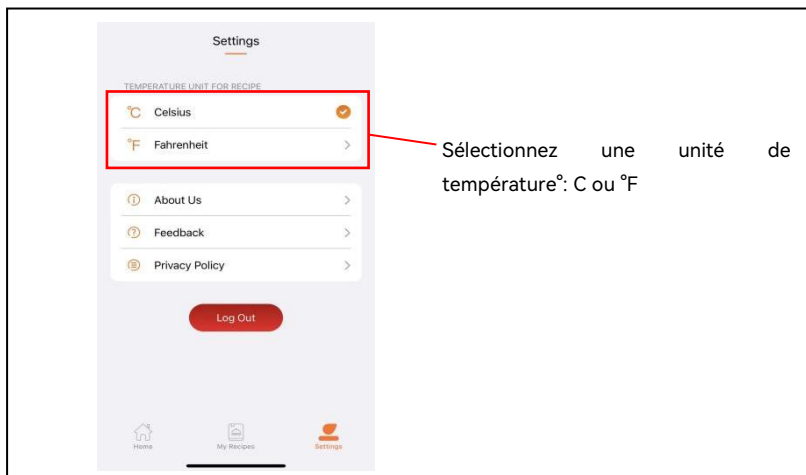 Settings
TEMPERATURE UNIT FOR RECIPE
°C Celsius
°F Fahrenheit
Sélectionnez une unité de
température°: C ou °F
About Us
Feedback
Privacy Policy
Log Out
Home My Recipes Settings